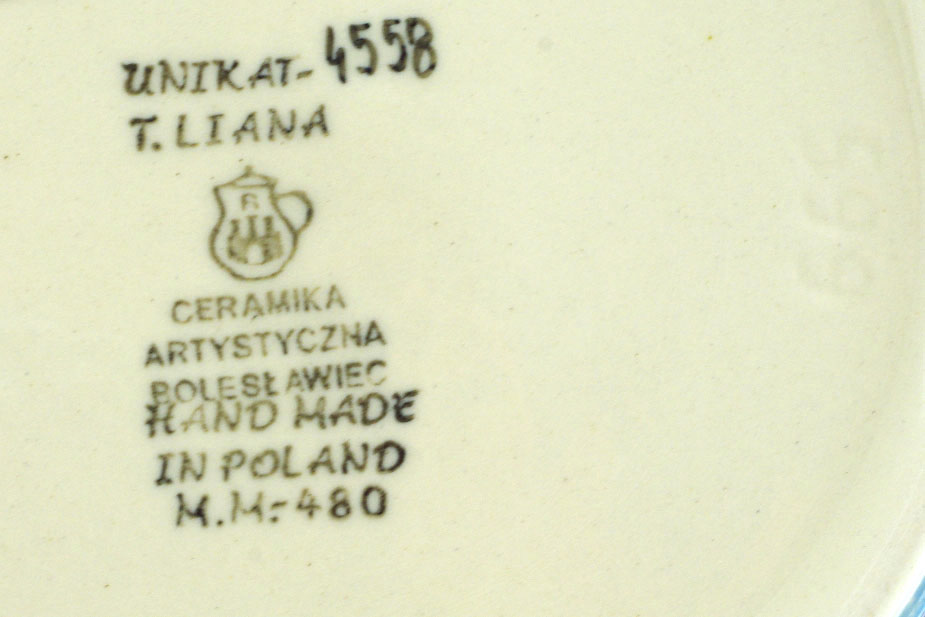 UNIKAT-4558
T. LIANA
CERAMIKA
ARTYSTYCZNA
BOLESŁAWIEC
HAND MADE
IN POLAND
M.M.-480